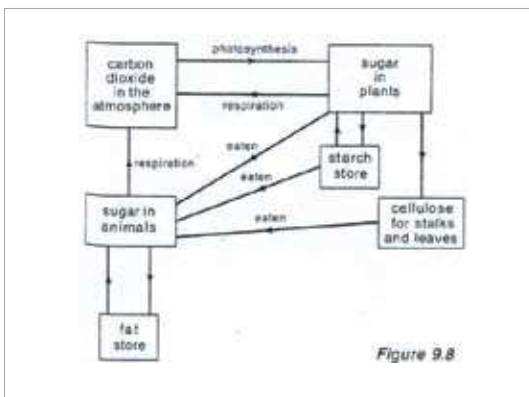 photosynthesis
carbon
dioxide
in the
atmosphere
sugar
in
plants
respiration
eaten
respiration
eaten
starch
store
sugar in
animals
eaten
cellulose
for stalks
and leaves
fat
store
Figure 9.8